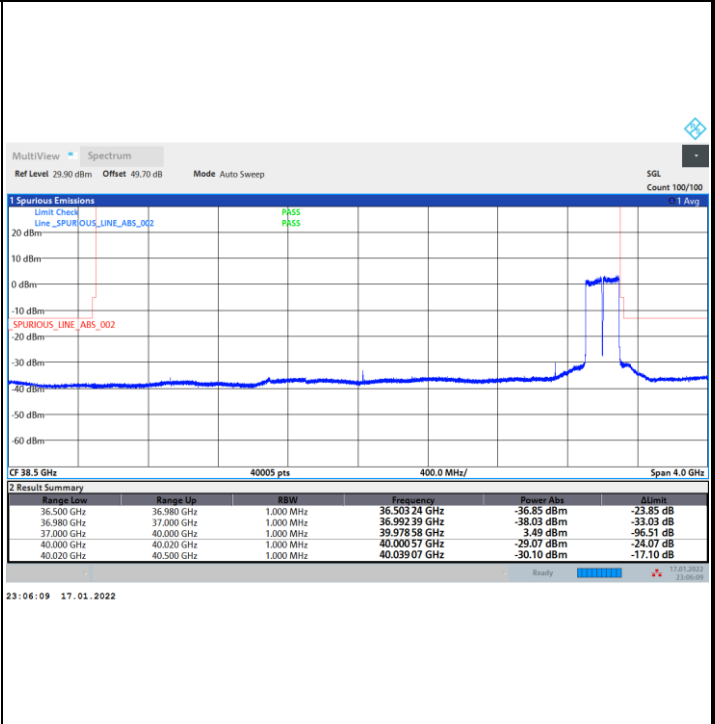 MultiView Spectrum
Ref Level 29.90 dBm Offset 49.70 dB Mode Auto Sweep SGL
Count 100/100
1 Spurious Emissions 1 Avg
Limit Check PASS
Line _SPURIOUS_LINE_ABS_002 PASS
20 dBm
10 dBm
0 dBm
-10 dBm
_SPURIOUS_LINE_ABS_002
-20 dBm
-30 dBm
-40 dBm
-50 dBm
-60 dBm
CF 38.5 GHz 40005 pts 400.0 MHz/ Span 4.0 GHz
2 Result Summary
Range Low Range Up RBW Frequency Power Abs ΔLimit
36.500 GHz 36.980 GHz 1.000 MHz 36.503 24 GHz -36.85 dBm -23.85 dB
36.980 GHz 37.000 GHz 1.000 MHz 36.992 39 GHz -38.03 dBm -33.03 dB
37.000 GHz 40.000 GHz 1.000 MHz 39.978 58 GHz 3.49 dBm -96.51 dB
40.000 GHz 40.020 GHz 1.000 MHz 40.000 57 GHz -29.07 dBm -24.07 dB
40.020 GHz 40.500 GHz 1.000 MHz 40.039 07 GHz -30.10 dBm -17.10 dB
Ready 17.01.2022
23:06:09
23:06:09 17.01.2022